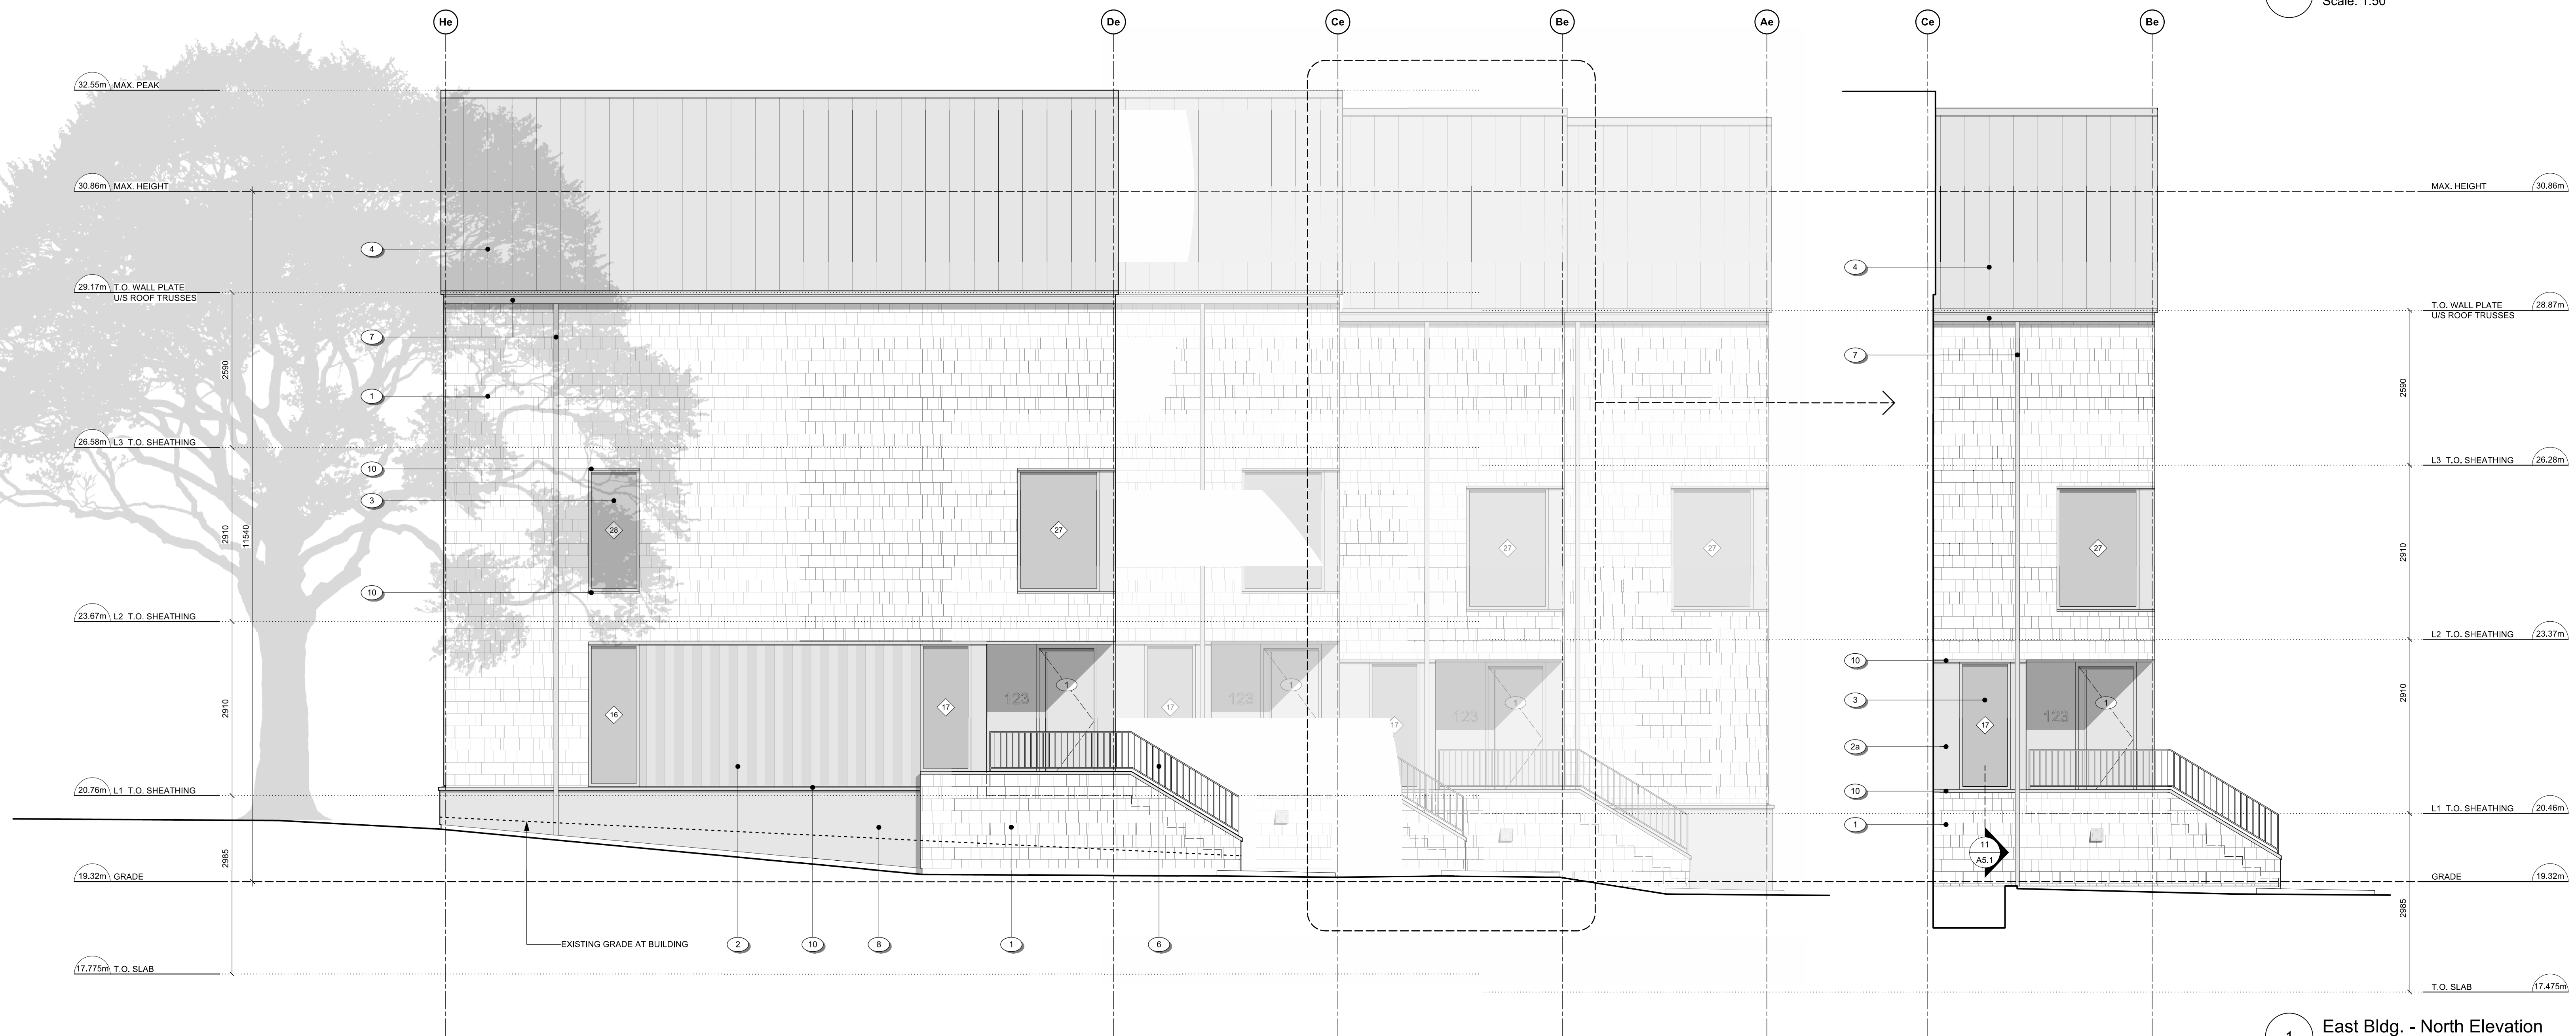 Scale: 1:50
He
De
Ce
Be
Ae
Ce
Be
32.55m MAX. PEAK
30.86m MAX. HEIGHT
MAX. HEIGHT 30.86m
4
4
29.17m T.O. WALL PLATE
U/S ROOF TRUSSES
T.O. WALL PLATE 28.87m
U/S ROOF TRUSSES
7
7
2590
2590
1
26.58m L3 T.O. SHEATHING
L3 T.O. SHEATHING 26.28m
10
3
28
27
27
27
27
2910
11540
2910
10
23.67m L2 T.O. SHEATHING
L2 T.O. SHEATHING 23.37m
10
1
1
1
1
123
123
123
123
3
2910
2910
16
17
17
17
17
2a
20.76m L1 T.O. SHEATHING
10
L1 T.O. SHEATHING 20.46m
1
11
A5.1
2985
2985
19.32m GRADE
GRADE 19.32m
EXISTING GRADE AT BUILDING
2
10
8
1
6
17.775m T.O. SLAB
T.O. SLAB 17.475m
1
East Bldg. - North Elevation